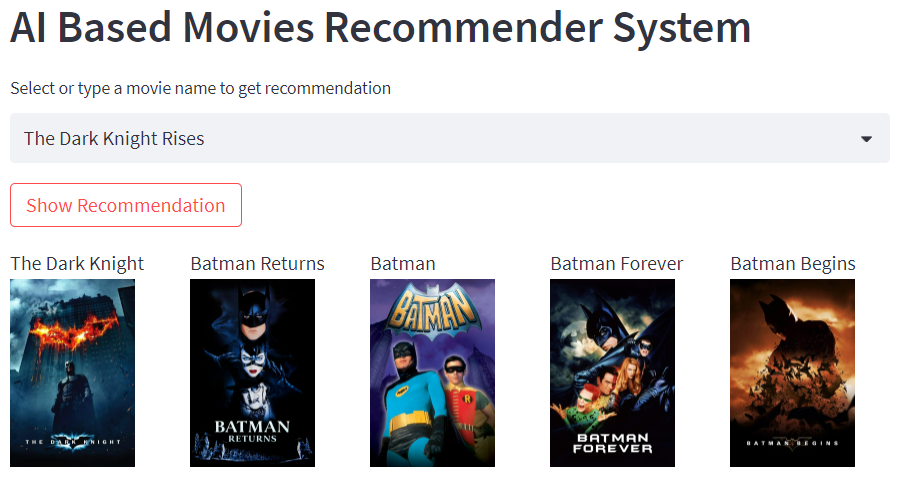 AI Based Movies Recommender System
Select or type a movie name to get recommendation
The Dark Knight Rises
Show Recommendation
The Dark Knight
Batman Returns
Batman
Batman Forever
Batman Begins
THE DARK KNIGHT
BATMAN
RETURNS
BATMAN
BATMAN
FOREVER
BATMAN BEGINS